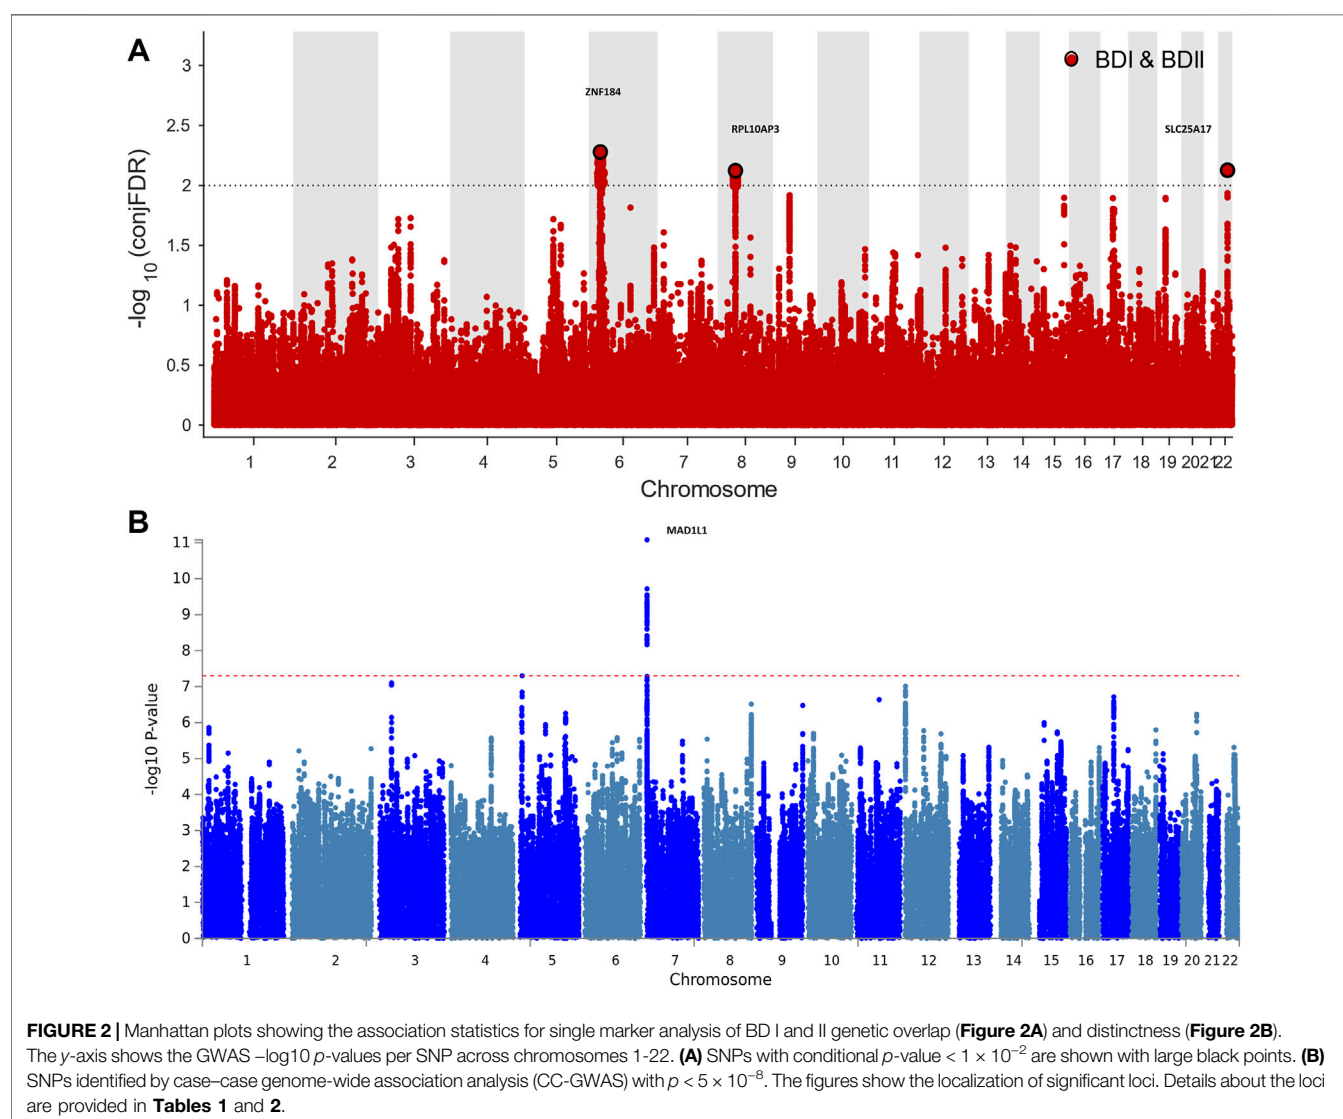 A
BDI & BDII
ZNF184
RPL10AP3
SLC25A17
3
2.5
2
1.5
1
0.5
0
-log 10 (conjFDR)
1 2 3 4 5 6 7 8 9 10 11 12 13 14 15 16 17 18 19 20 21 22
Chromosome
B
MAD1L1
11
10
9
8
7
6
5
4
3
2
1
0
-log10 P-value
1 2 3 4 5 6 7 8 9 10 11 12 13 14 15 16 17 18 19 20 21 22
Chromosome
FIGURE 2 | Manhattan plots showing the association statistics for single marker analysis of BD I and II genetic overlap (Figure 2A) and distinctness (Figure 2B).
The y-axis shows the GWAS –log10 p-values per SNP across chromosomes 1-22. (A) SNPs with conditional p-value < 1 × 10⁻² are shown with large black points. (B)
SNPs identified by case–case genome-wide association analysis (CC-GWAS) with p < 5 × 10⁻⁸. The figures show the localization of significant loci. Details about the loci
are provided in Tables 1 and 2.